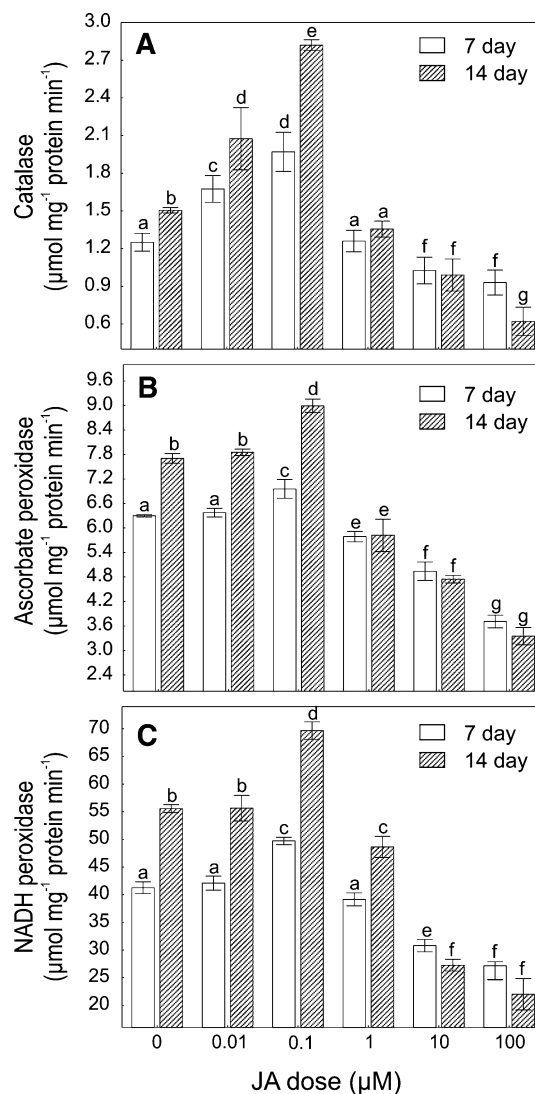 A
7 day
14 day
Catalase
(µmol mg⁻¹ protein min⁻¹)
3.0
2.7
2.4
2.1
1.8
1.5
1.2
0.9
0.6
a b c d d e a a f f f g
B
7 day
14 day
Ascorbate peroxidase
(µmol mg⁻¹ protein min⁻¹)
9.6
9.0
8.4
7.8
7.2
6.6
6.0
5.4
4.8
4.2
3.6
3.0
2.4
a b a b c d e e f f g g
C
7 day
14 day
NADH peroxidase
(µmol mg⁻¹ protein min⁻¹)
70
65
60
55
50
45
40
35
30
25
20
a b a b c d a c e f f f
0 0.01 0.1 1 10 100
JA dose (µM)